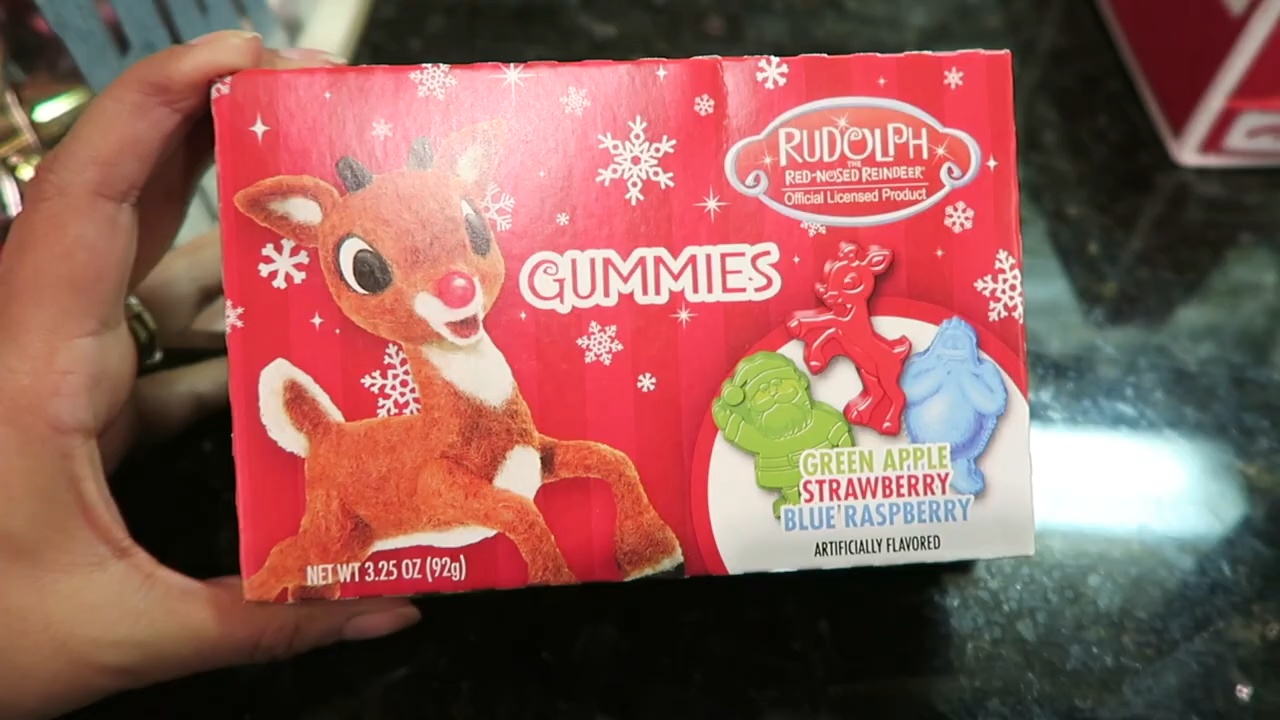 RUDOLPH
THE
RED-NOSED REINDEER
Official Licensed Product
GUMMIES
GREEN APPLE
STRAWBERRY
BLUE RASPBERRY
ARTIFICIALLY FLAVORED
NET WT 3.25 OZ (92g)